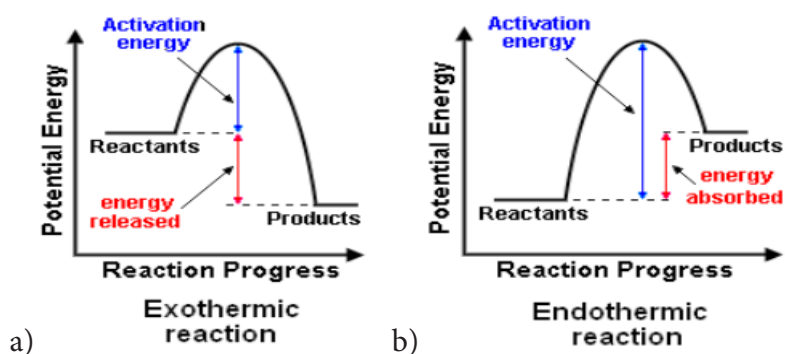 Activation
energy
Potential Energy
Reactants
energy
released
Products
Reaction Progress
Exothermic
reaction
a)
Activation
energy
Potential Energy
Products
energy
absorbed
Reactants
Reaction Progress
Endothermic
reaction
b)